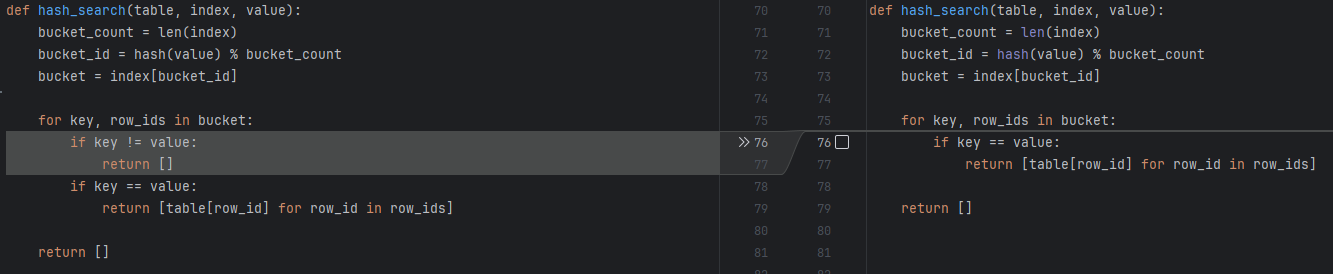 def hash_search(table, index, value):
    bucket_count = len(index)
    bucket_id = hash(value) % bucket_count
    bucket = index[bucket_id]

    for key, row_ids in bucket:
        if key != value:
            return []
        if key == value:
            return [table[row_id] for row_id in row_ids]

    return []
70
71
72
73
74
75
76
77
78
79
80
81
70
71
72
73
74
75
76
77
78
79
80
81
def hash_search(table, index, value):
    bucket_count = len(index)
    bucket_id = hash(value) % bucket_count
    bucket = index[bucket_id]

    for key, row_ids in bucket:
        if key == value:
            return [table[row_id] for row_id in row_ids]

    return []